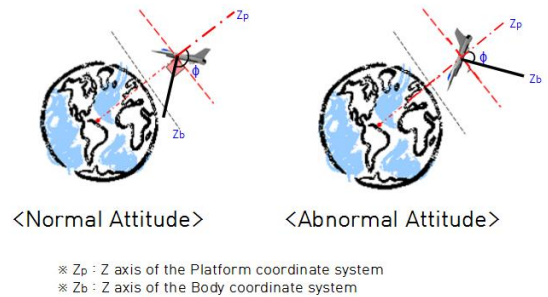 Zp
ϕ
Zb
Zp
ϕ
Zb
<Normal Attitude>
<Abnormal Attitude>
※ Zp : Z axis of the Platform coordinate system
※ Zb : Z axis of the Body coordinate system